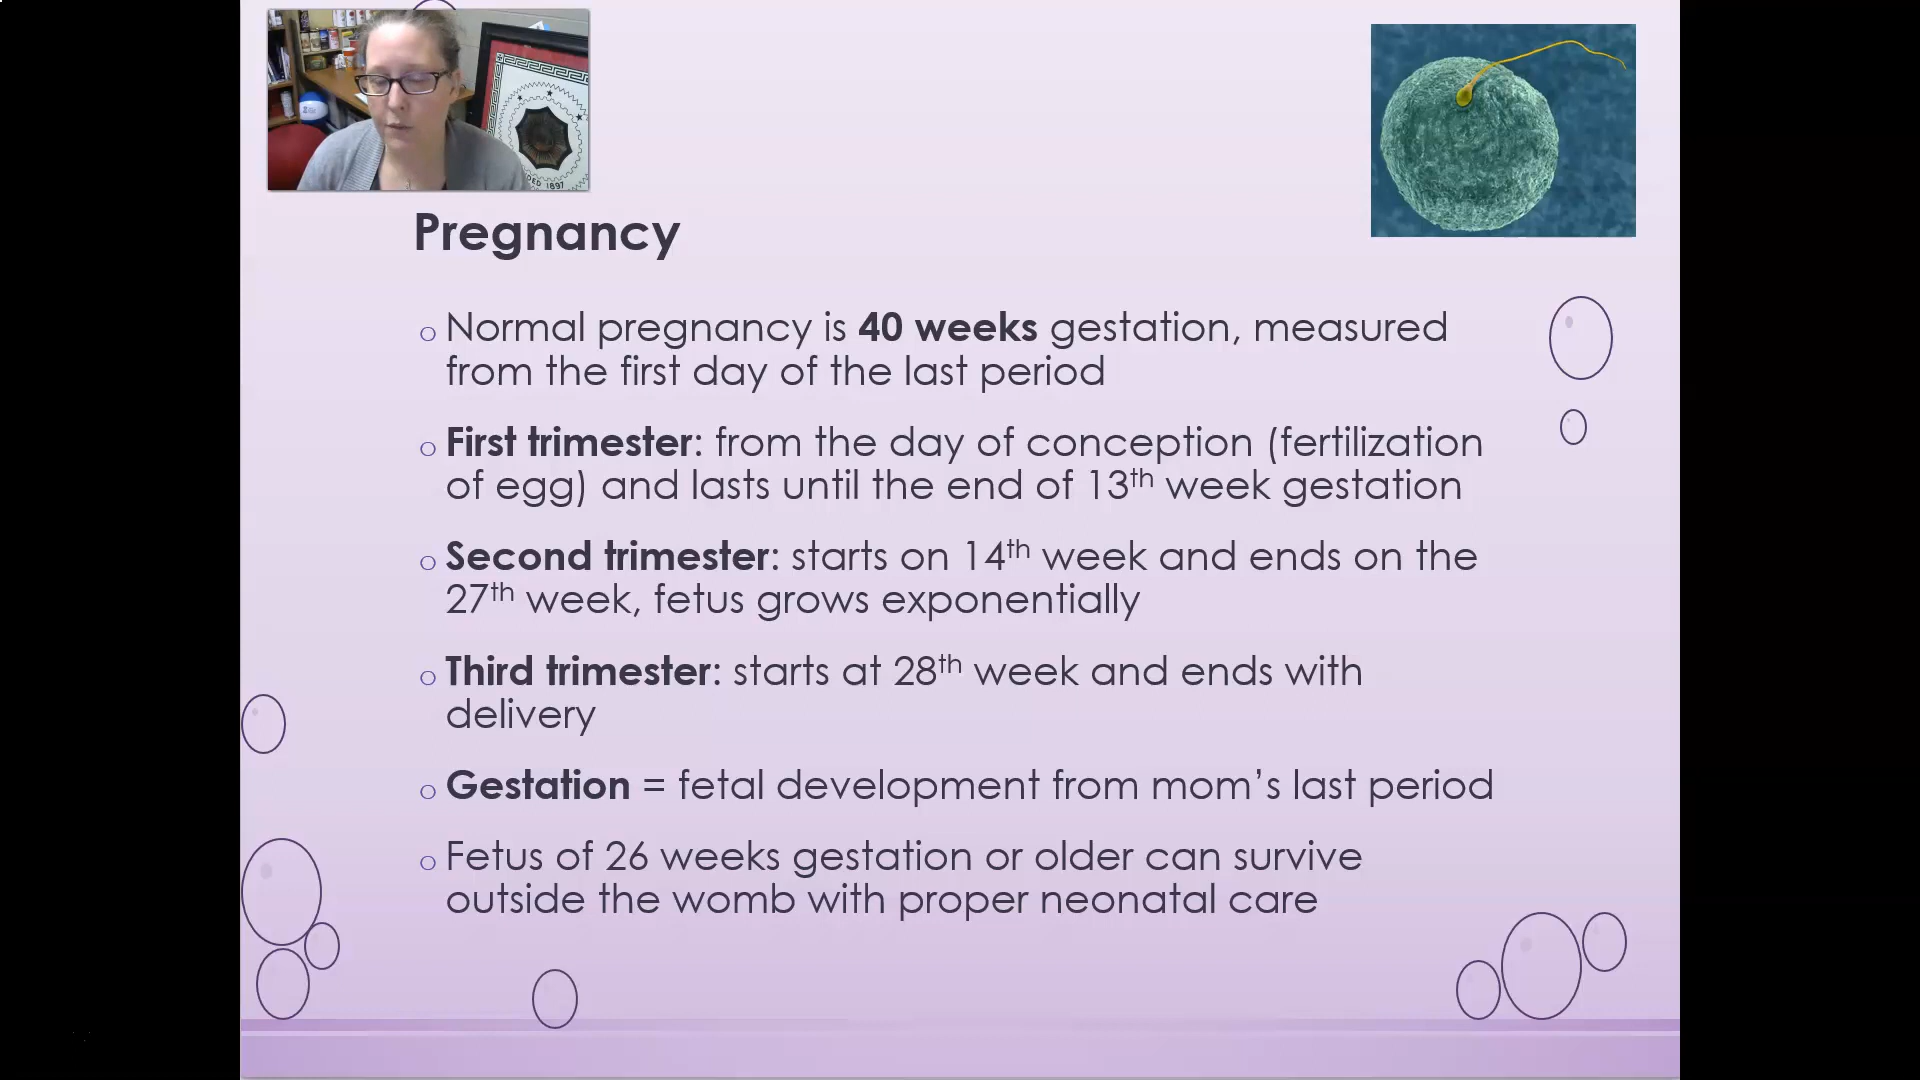 DED 1897
Pregnancy
o Normal pregnancy is 40 weeks gestation, measured
from the first day of the last period
o First trimester: from the day of conception (fertilization
of egg) and lasts until the end of 13th week gestation
o Second trimester: starts on 14th week and ends on the
27th week, fetus grows exponentially
o Third trimester: starts at 28th week and ends with
delivery
o Gestation = fetal development from mom’s last period
o Fetus of 26 weeks gestation or older can survive
outside the womb with proper neonatal care